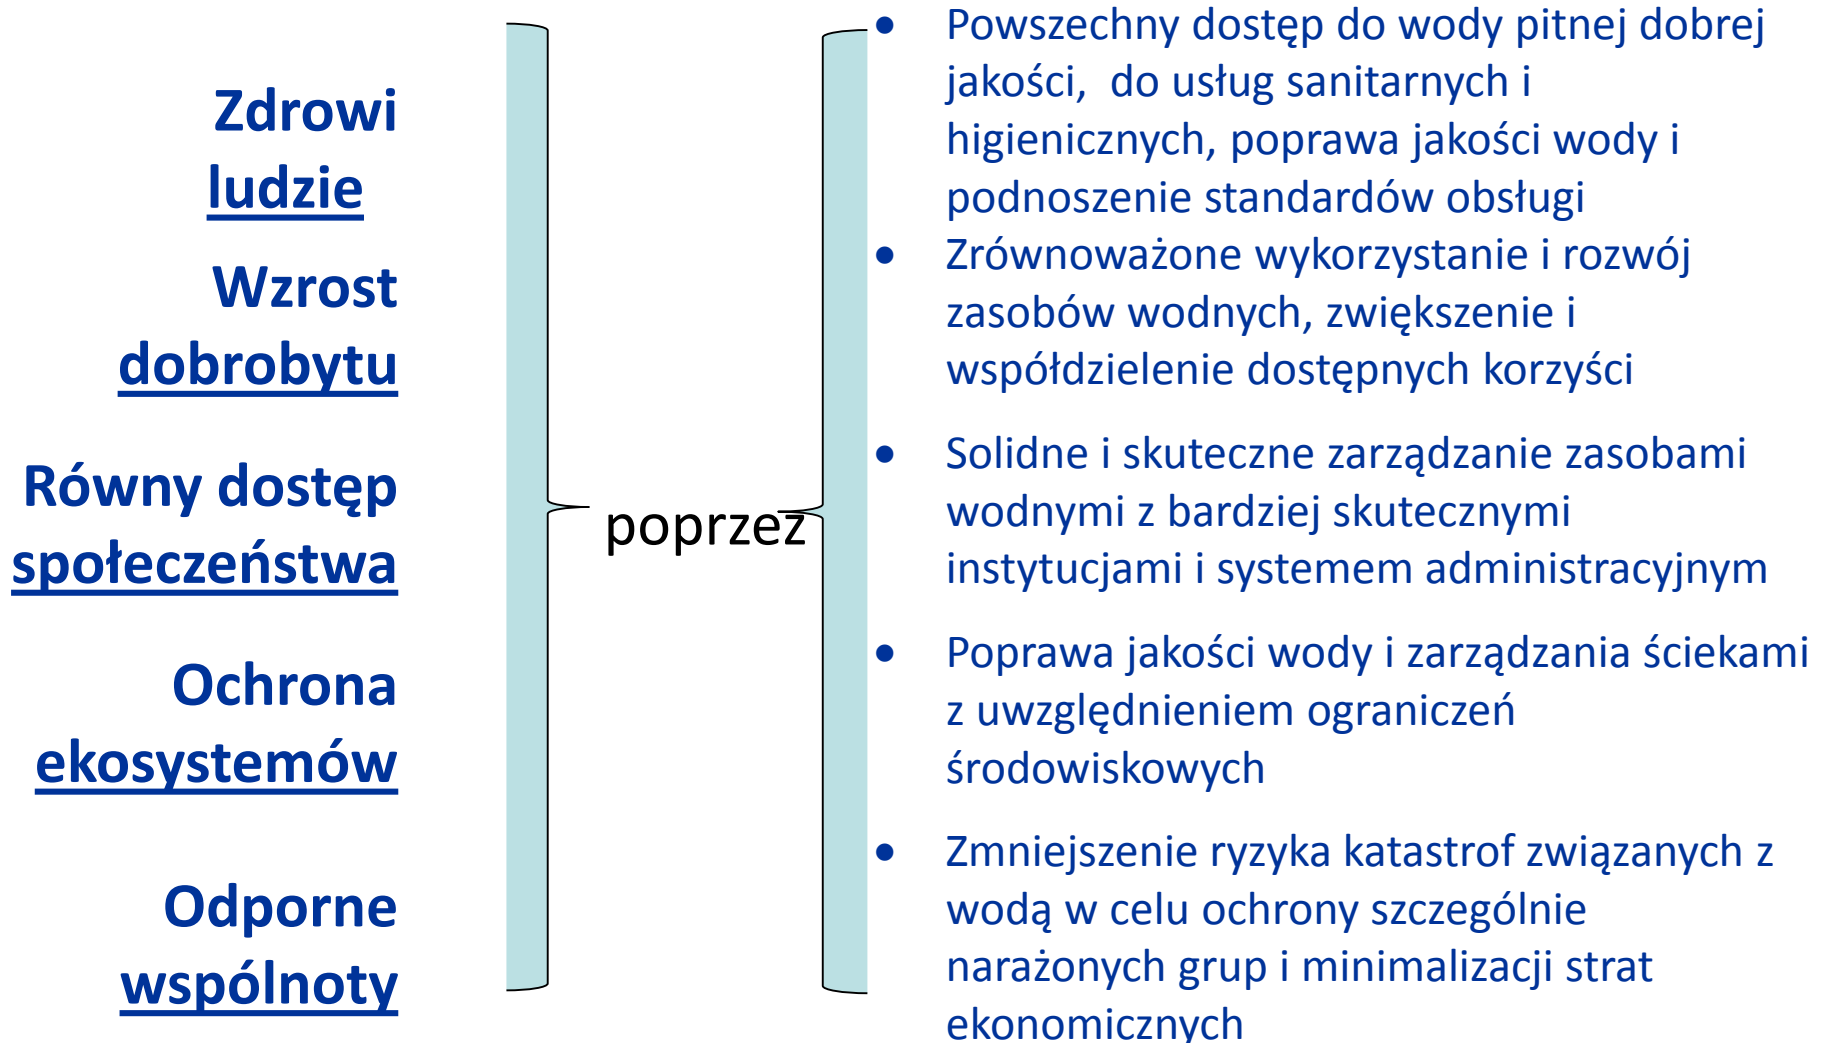 Zdrowi
ludzie
Wzrost
dobrobytu
Równy dostęp
społeczeństwa
Ochrona
ekosystemów
Odporne
wspólnoty
poprzez
• Powszechny dostęp do wody pitnej dobrej
jakości, do usług sanitarnych i
higienicznych, poprawa jakości wody i
podnoszenie standardów obsługi
• Zrównoważone wykorzystanie i rozwój
zasobów wodnych, zwiększenie i
współdzielenie dostępnych korzyści
• Solidne i skuteczne zarządzanie zasobami
wodnymi z bardziej skutecznymi
instytucjami i systemem administracyjnym
• Poprawa jakości wody i zarządzania ściekami
z uwzględnieniem ograniczeń
środowiskowych
• Zmniejszenie ryzyka katastrof związanych z
wodą w celu ochrony szczególnie
narażonych grup i minimalizacji strat
ekonomicznych